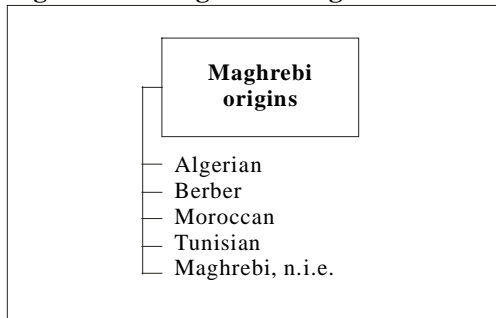 Maghrebi
origins
Algerian
Berber
Moroccan
Tunisian
Maghrebi, n.i.e.